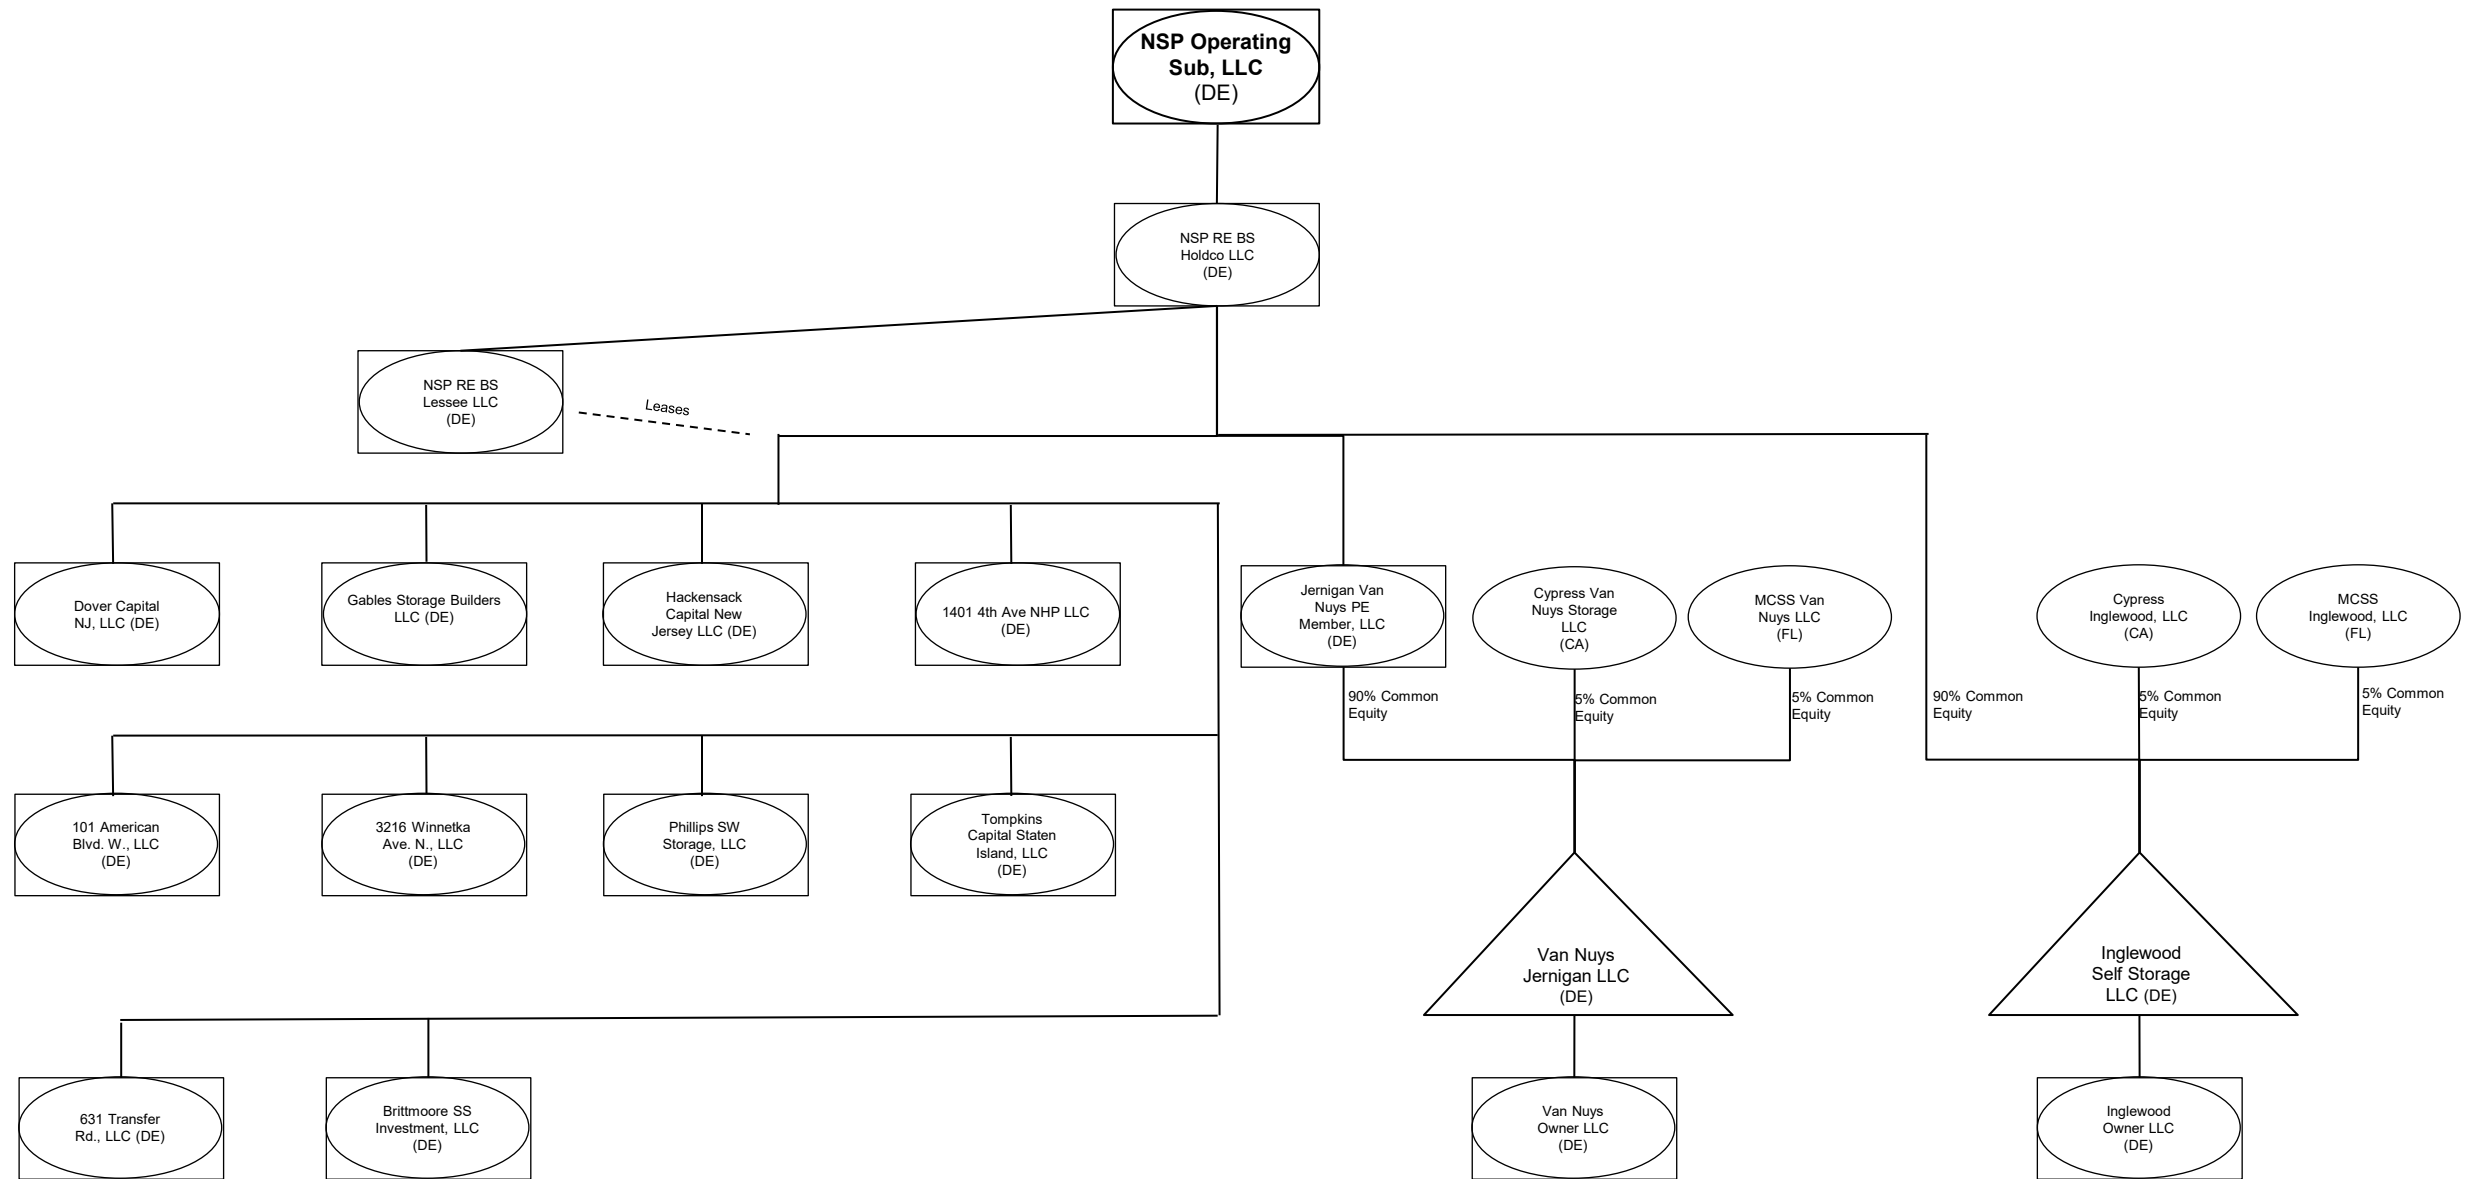 NSP Operating
Sub, LLC
(DE)
NSP RE BS
Holdco LLC
(DE)
NSP RE BS
Lessee LLC
(DE)
Leases
Dover Capital
NJ, LLC (DE)
Gables Storage Builders
LLC (DE)
Hackensack
Capital New
Jersey LLC (DE)
1401 4th Ave NHP LLC
(DE)
Jernigan Van
Nuys PE
Member, LLC
(DE)
Cypress Van
Nuys Storage
LLC
(CA)
MCSS Van
Nuys LLC
(FL)
Cypress
Inglewood, LLC
(CA)
MCSS
Inglewood, LLC
(FL)
90% Common
Equity
5% Common
Equity
5% Common
Equity
90% Common
Equity
5% Common
Equity
5% Common
Equity
101 American
Blvd. W., LLC
(DE)
3216 Winnetka
Ave. N., LLC
(DE)
Phillips SW
Storage, LLC
(DE)
Tompkins
Capital Staten
Island, LLC
(DE)
Van Nuys
Jernigan LLC
(DE)
Inglewood
Self Storage
LLC (DE)
631 Transfer
Rd., LLC (DE)
Brittmoore SS
Investment, LLC
(DE)
Van Nuys
Owner LLC
(DE)
Inglewood
Owner LLC
(DE)